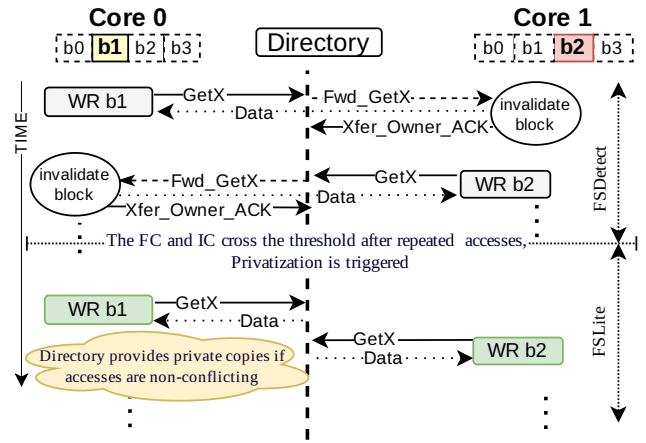 Core 0
Core 1
b0 b1 b2 b3
Directory
b0 b1 b2 b3
TIME
WR b1
GetX
Fwd_GetX
invalidate
block
Data
Xfer_Owner_ACK
invalidate
block
Fwd_GetX
GetX
WR b2
Data
Xfer_Owner_ACK
FSDetect
The FC and IC cross the threshold after repeated accesses,
Privatization is triggered
WR b1
GetX
Data
GetX
WR b2
Data
Directory provides private copies if
accesses are non-conflicting
FSLite